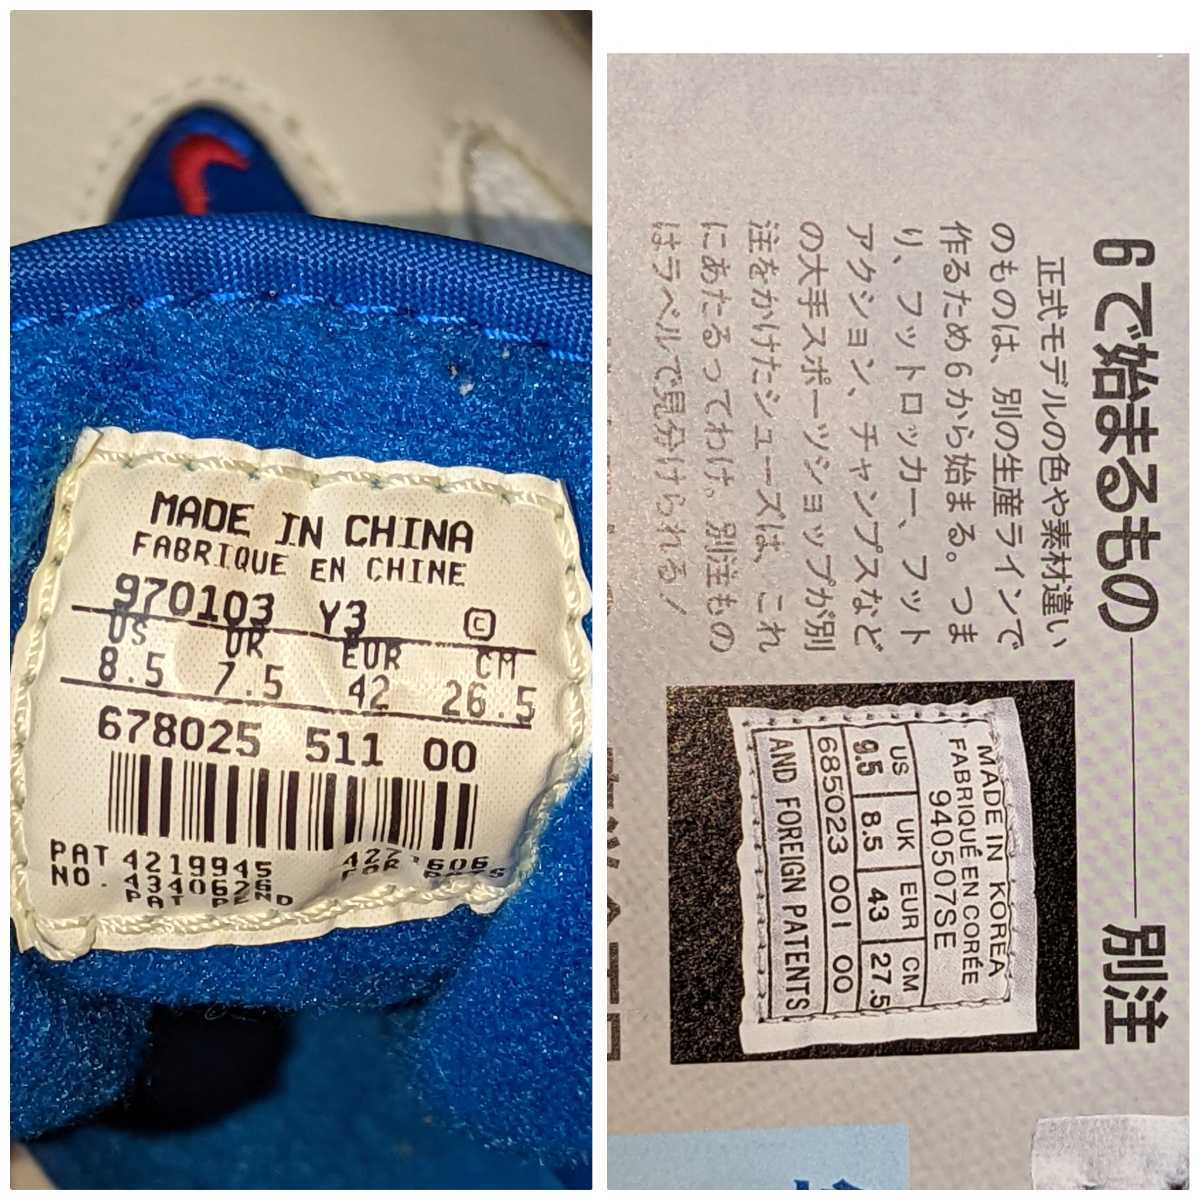 MADE IN CHINA
FABRIQUE EN CHINE
970103 Y3 ©
US UK EUR CM
8.5 7.5 42 26.5
678025 511 00
PAT 4219945
NO. 434062
6で始まるもの 別注
正式モデルの色や素材違い
のものは、別の生産ラインで
作るため6から始まる。つま
り、フットロッカー、フット
アクション、チャンプスなど
の大手スポーツショップが別
注をかけたシューズは、これ
にあたるってわけ。別注もの
はラベルで見分けられる!
MADE IN KOREA
FABRIQUÉ EN CORÉE
940507SE
US UK EUR CM
9.5 8.5 43 27.5
685023 001 00
AND FOREIGN PATENTS